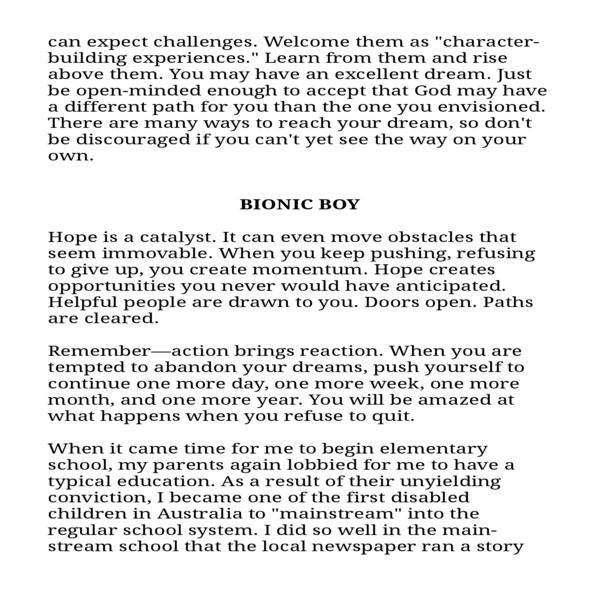 can expect challenges. Welcome them as "character-
building experiences." Learn from them and rise
above them. You may have an excellent dream. Just
be open-minded enough to accept that God may have
a different path for you than the one you envisioned.
There are many ways to reach your dream, so don't
be discouraged if you can't yet see the way on your
own.
BIONIC BOY
Hope is a catalyst. It can even move obstacles that
seem immovable. When you keep pushing, refusing
to give up, you create momentum. Hope creates
opportunities you never would have anticipated.
Helpful people are drawn to you. Doors open. Paths
are cleared.
Remember—action brings reaction. When you are
tempted to abandon your dreams, push yourself to
continue one more day, one more week, one more
month, and one more year. You will be amazed at
what happens when you refuse to quit.
When it came time for me to begin elementary
school, my parents again lobbied for me to have a
typical education. As a result of their unyielding
conviction, I became one of the first disabled
children in Australia to "mainstream" into the
regular school system. I did so well in the main-
stream school that the local newspaper ran a story